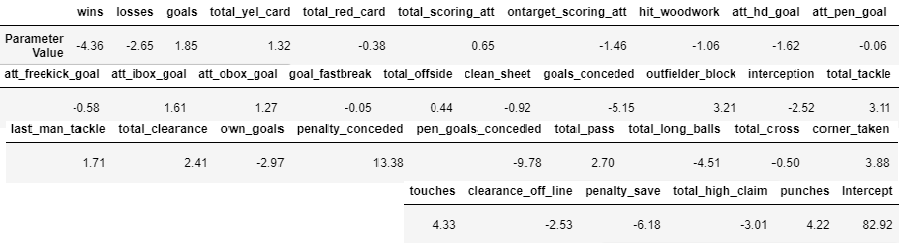 wins losses goals total_yel_card total_red_card total_scoring_att ontarget_scoring_att hit_woodwork att_hd_goal att_pen_goal
Parameter Value -4.36 -2.65 1.85 1.32 -0.38 0.65 -1.46 -1.06 -1.62 -0.06
att_freekick_goal att_ibox_goal att_obox_goal goal_fastbreak total_offside clean_sheet goals_conceded outfielder_block interception total_tackle
-0.58 1.61 1.27 -0.05 0.44 -0.92 -5.15 3.21 -2.52 3.11
last_man_tackle total_clearance own_goals penalty_conceded pen_goals_conceded total_pass total_long_balls total_cross corner_taken
1.71 2.41 -2.97 13.38 -9.78 2.70 -4.51 -0.50 3.88
touches clearance_off_line penalty_save total_high_claim punches Intercept
4.33 -2.53 -6.18 -3.01 4.22 82.92